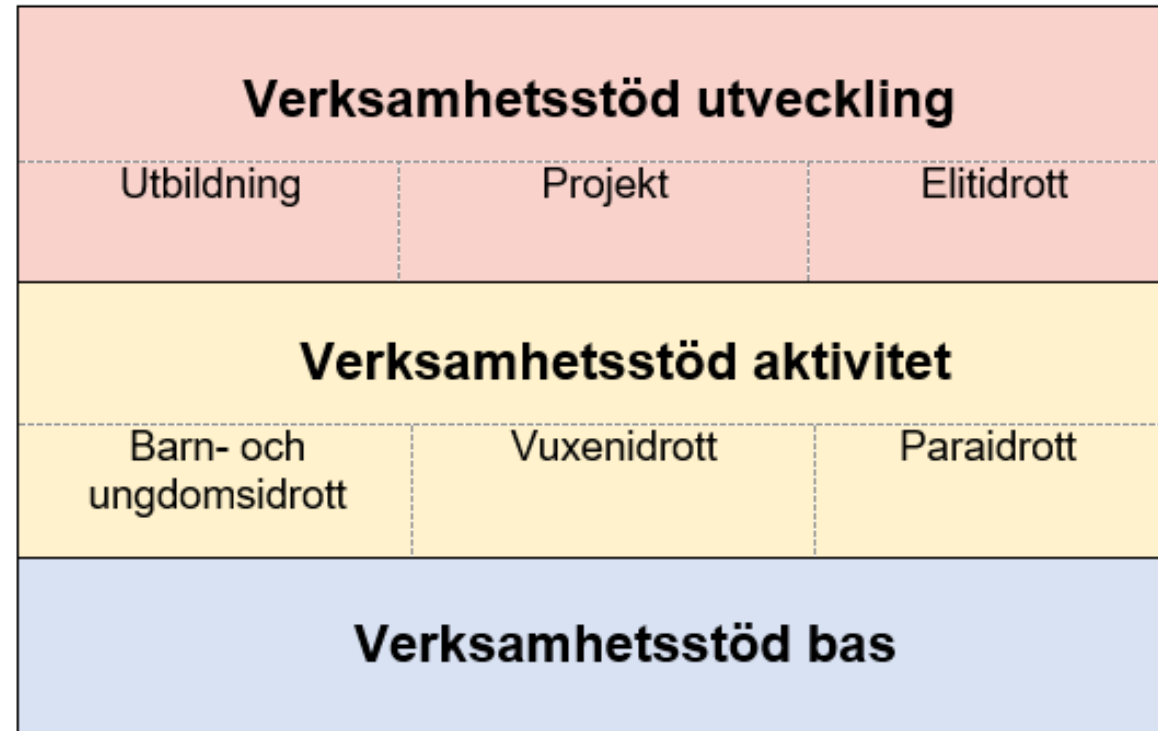 Verksamhetsstöd utveckling
Utbildning
Projekt
Elitidrott
Verksamhetsstöd aktivitet
Barn- och
ungdomsidrott
Vuxenidrott
Paraidrott
Verksamhetsstöd bas